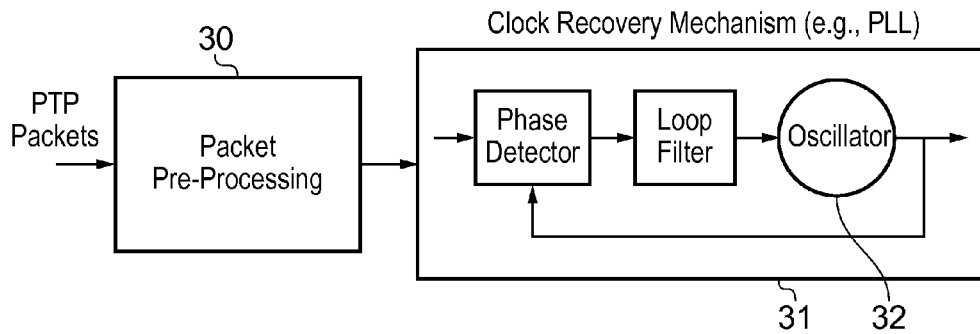 Clock Recovery Mechanism (e.g., PLL)
30
PTP
Packets
Packet
Pre-Processing
Phase
Detector
Loop
Filter
Oscillator
31
32